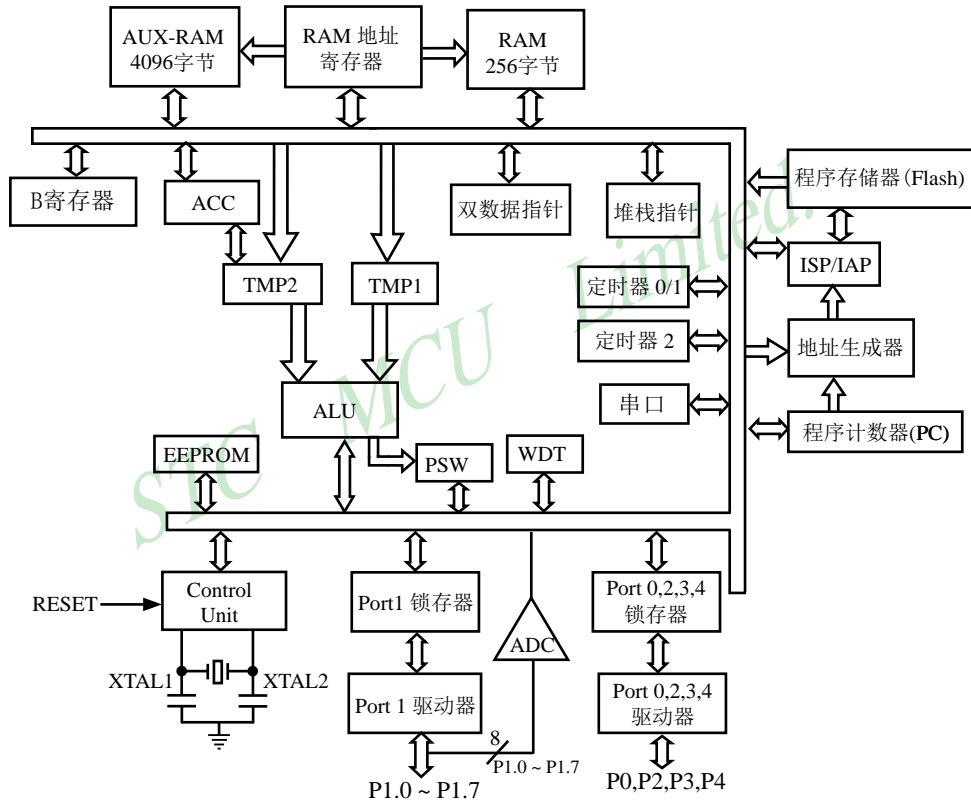 AUX-RAM
4096字节
RAM 地址
寄存器
RAM
256字节
B寄存器
ACC
双数据指针
堆栈指针
程序存储器(Flash)
ISP/IAP
TMP2
TMP1
定时器 0/1
定时器 2
地址生成器
ALU
串口
程序计数器(PC)
EEPROM
PSW
WDT
STC MCU Limited.
RESET
Control
Unit
Port1 锁存器
ADC
Port 0,2,3,4
锁存器
XTAL1
XTAL2
Port 1 驱动器
Port 0,2,3,4
驱动器
8
P1.0 ~ P1.7
P1.0 ~ P1.7
P0,P2,P3,P4